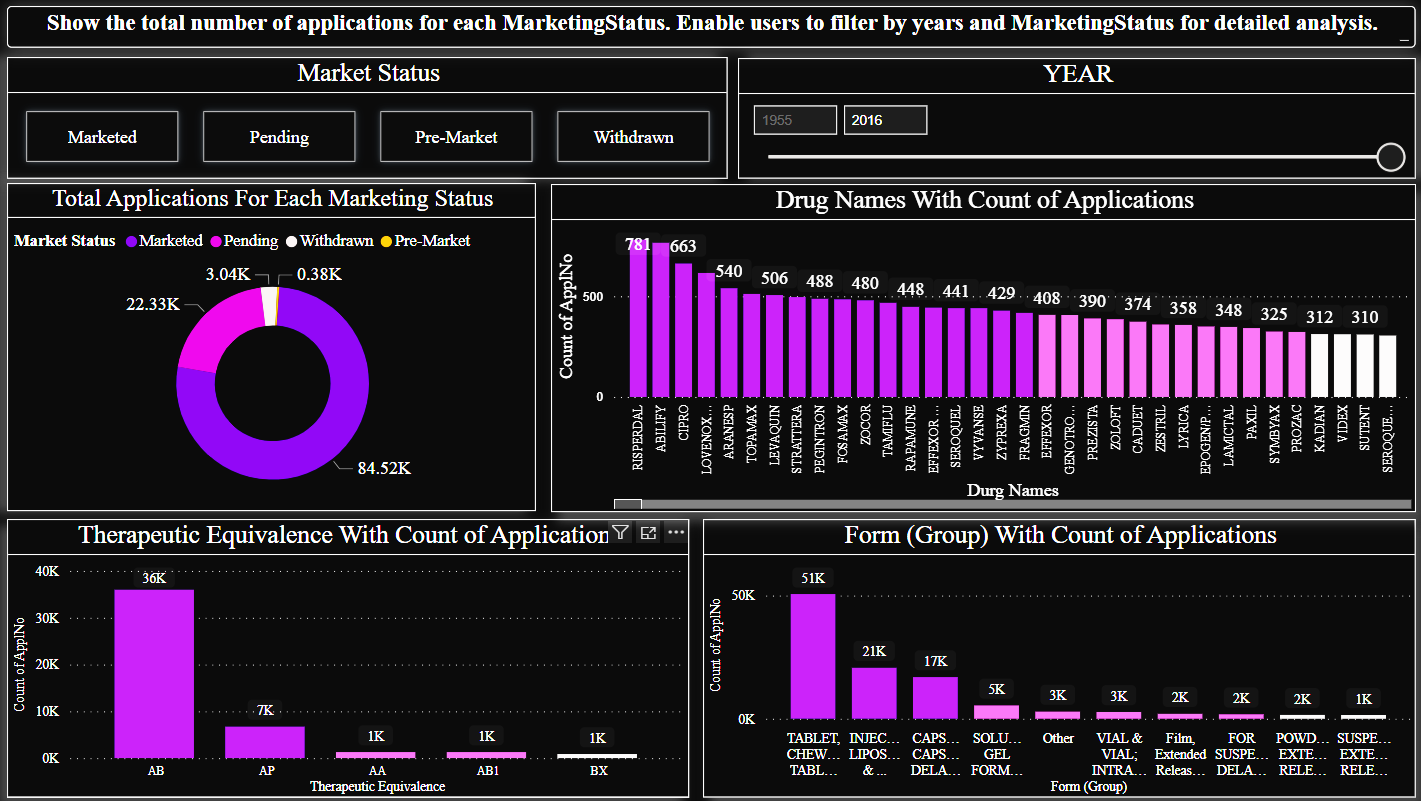 Show the total number of applications for each MarketingStatus. Enable users to filter by years and MarketingStatus for detailed analysis.
Market Status
Marketed
Pending
Pre-Market
Withdrawn
YEAR
1955
2016
Total Applications For Each Marketing Status
Market Status Marketed Pending Withdrawn Pre-Market
3.04K
0.38K
22.33K
84.52K
Drug Names With Count of Applications
Count of ApplNo
500
0
781
663
540
506
488
480
448
441
429
408
390
374
358
348
325
312
310
RISPERDAL
ABILIFY
CIPRO
LOVENOX…
ARANESP
TOPAMAX
LEVAQUIN
STRATTERA
PEGINTRON
FOSAMAX
ZOCOR
TAMIFLU
RAPAMUNE
EFFEXOR …
SEROQUEL
VYVANSE
ZYPREXA
FRAGMIN
EFFEXOR
GENOTRO…
PREZISTA
ZOLOFT
CADUET
ZESTRIL
LYRICA
EPOGEN/P…
LAMICTAL
PAXIL
SYMBYAX
PROZAC
KADIAN
VIDEX
SUTENT
SEROQUE…
Durg Names
Therapeutic Equivalence With Count of Application
Count of ApplNo
40K
30K
20K
10K
0K
36K
7K
1K
1K
1K
AB
AP
AA
AB1
BX
Therapeutic Equivalence
Form (Group) With Count of Applications
Count of ApplNo
50K
0K
51K
21K
17K
5K
3K
3K
2K
2K
2K
1K
TABLET,
CHEW…
TABL…
INJEC…
LIPOS…
& …
CAPS…
CAPS…
DELA…
SOLU…
GEL
FORM…
Other
VIAL &
VIAL;
INTRA…
Film,
Extended
Releas…
FOR
SUSPE…
DELA…
POWD…
EXTE…
RELE…
SUSPE…
EXTE…
RELE…
Form (Group)